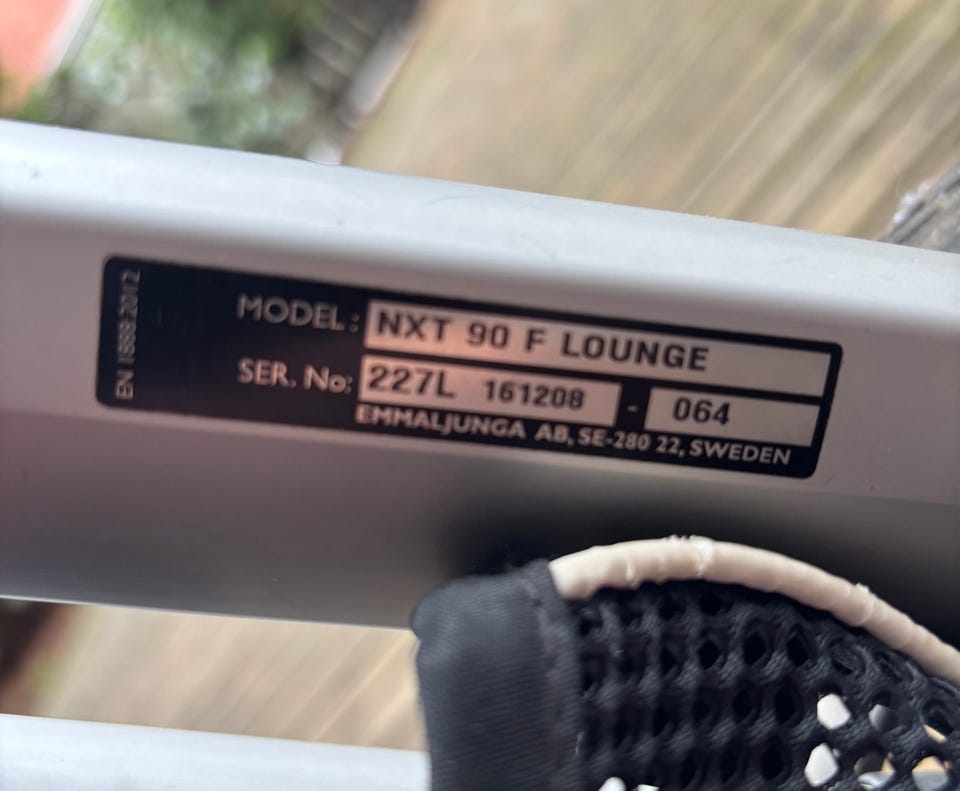 EN 1888:2012
MODEL: NXT 90 F LOUNGE
SER. No: 227L 161208 - 064
EMMALJUNGA AB, SE-280 22, SWEDEN